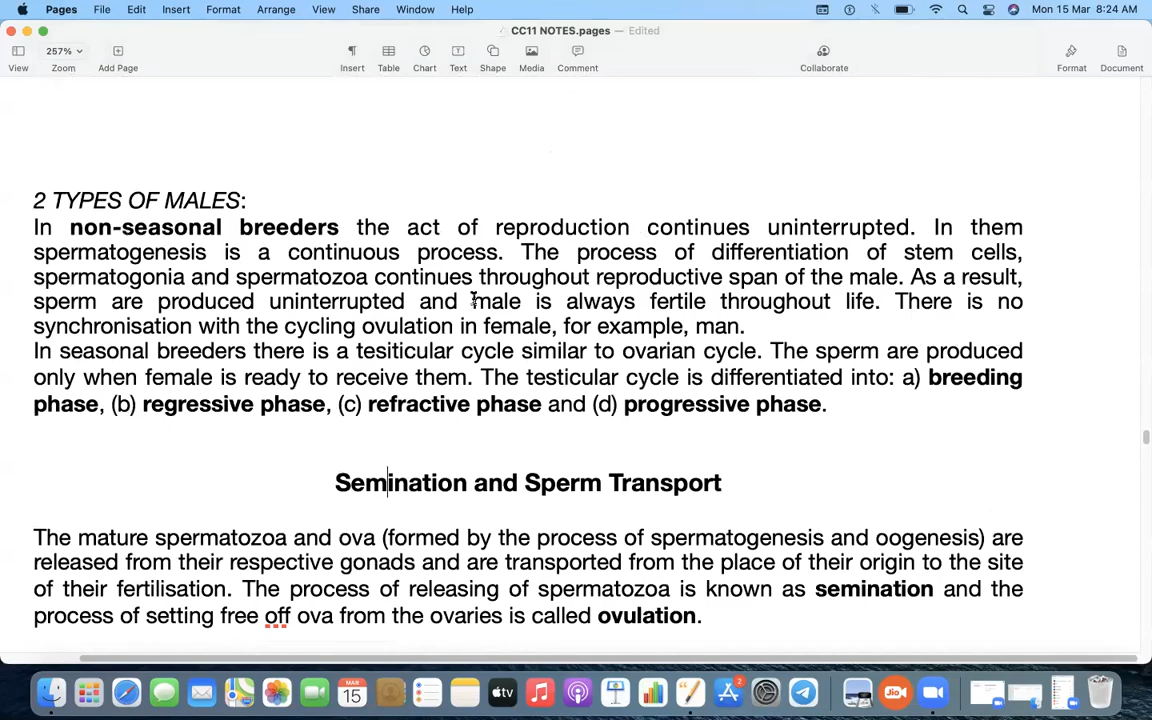 Pages File Edit Insert Format Arrange View Share Window Help Mon 15 Mar 8:24 AM
CC11 NOTES.pages — Edited
257%
View Zoom Add Page Insert Table Chart Text Shape Media Comment Collaborate Format Document
2 TYPES OF MALES:
In non-seasonal breeders the act of reproduction continues uninterrupted. In them
spermatogenesis is a continuous process. The process of differentiation of stem cells,
spermatogonia and spermatozoa continues throughout reproductive span of the male. As a result,
sperm are produced uninterrupted and male is always fertile throughout life. There is no
synchronisation with the cycling ovulation in female, for example, man.
In seasonal breeders there is a tesiticular cycle similar to ovarian cycle. The sperm are produced
only when female is ready to receive them. The testicular cycle is differentiated into: a) breeding
phase, (b) regressive phase, (c) refractive phase and (d) progressive phase.
Semination and Sperm Transport
The mature spermatozoa and ova (formed by the process of spermatogenesis and oogenesis) are
released from their respective gonads and are transported from the place of their origin to the site
of their fertilisation. The process of releasing of spermatozoa is known as semination and the
process of setting free off ova from the ovaries is called ovulation.
MAR
15
tv
2
Jio